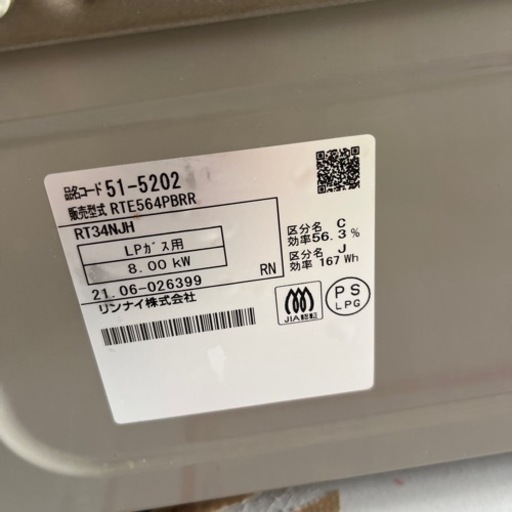 品名コード 51-5202
販売型式 RTE564PBRR
RT34NJH
LPガス用
8.00 kW
RN
21.06-026399
リンナイ株式会社
区分名 C
効率56.3 %
区分名 J
効率 167 Wh
JIA認証
PS
LPG